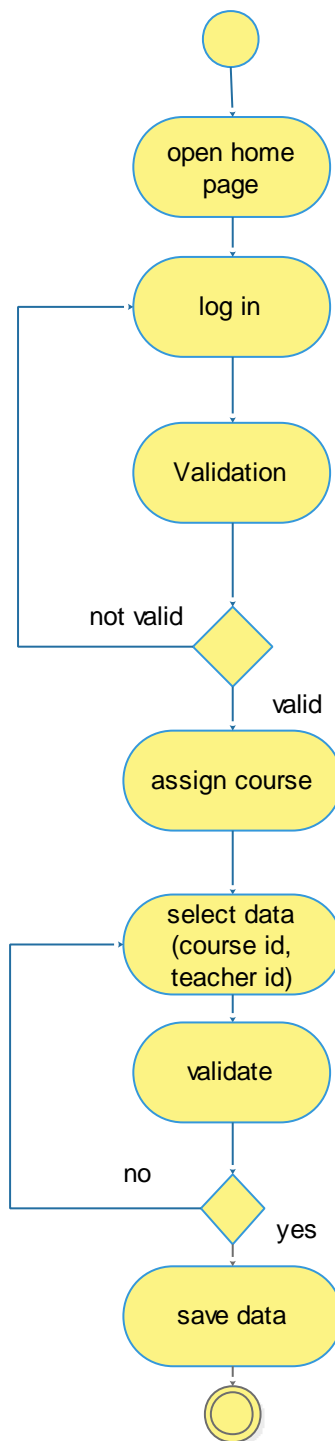 open home
page
log in
Validation
not valid
valid
assign course
select data
(course id,
teacher id)
validate
no
yes
save data